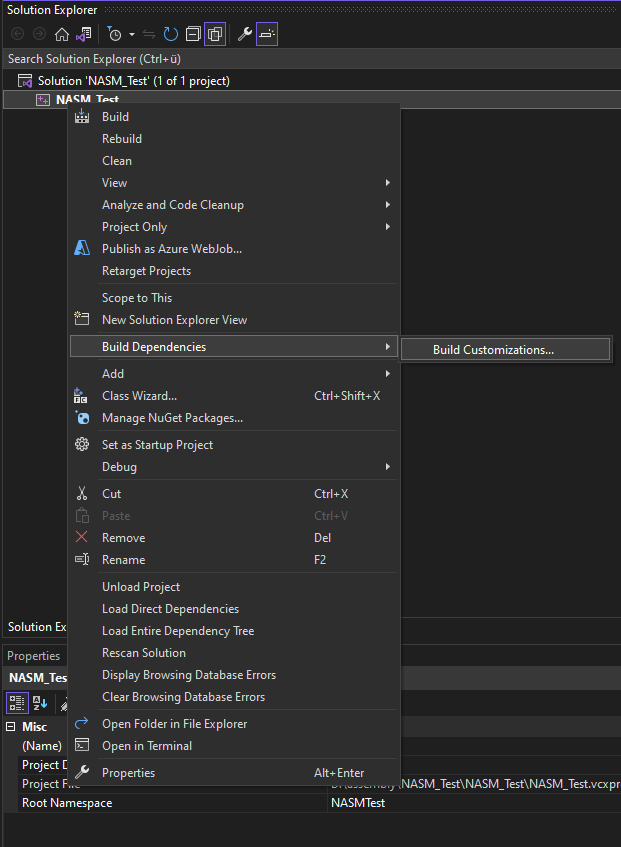 Solution Explorer
Search Solution Explorer (Ctrl+ü)
Solution 'NASM_Test' (1 of 1 project)
NASM_Test
Build
Rebuild
Clean
View
Analyze and Code Cleanup
Project Only
Publish as Azure WebJob...
Retarget Projects
Scope to This
New Solution Explorer View
Build Dependencies
Build Customizations...
Add
Class Wizard... Ctrl+Shift+X
Manage NuGet Packages...
Set as Startup Project
Debug
Cut Ctrl+X
Paste Ctrl+V
Remove Del
Rename F2
Unload Project
Load Direct Dependencies
Solution Ex
Load Entire Dependency Tree
Rescan Solution
Properties
Display Browsing Database Errors
NASM_Tes
Clear Browsing Database Errors
Misc
Open Folder in File Explorer
(Name)
Open in Terminal
Project D
Properties Alt+Enter
Project File \NASM_Test\NASM_Test\NASM_Test.vcxpr
Root Namespace NASMTest